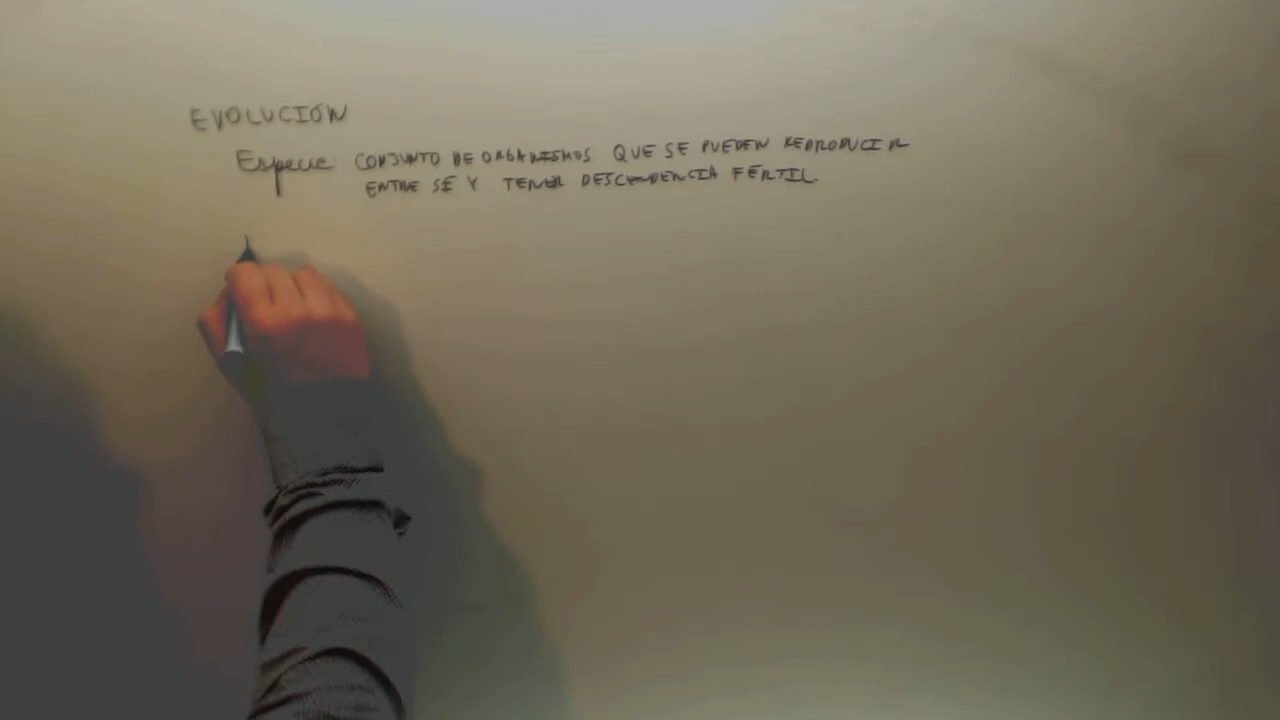 EVOLUCIÓN
Especie CONJUNTO DE ORGANISMOS QUE SE PUEDEN REPRODUCIR
ENTRE SÍ Y TENER DESCENDENCIA FÉRTIL